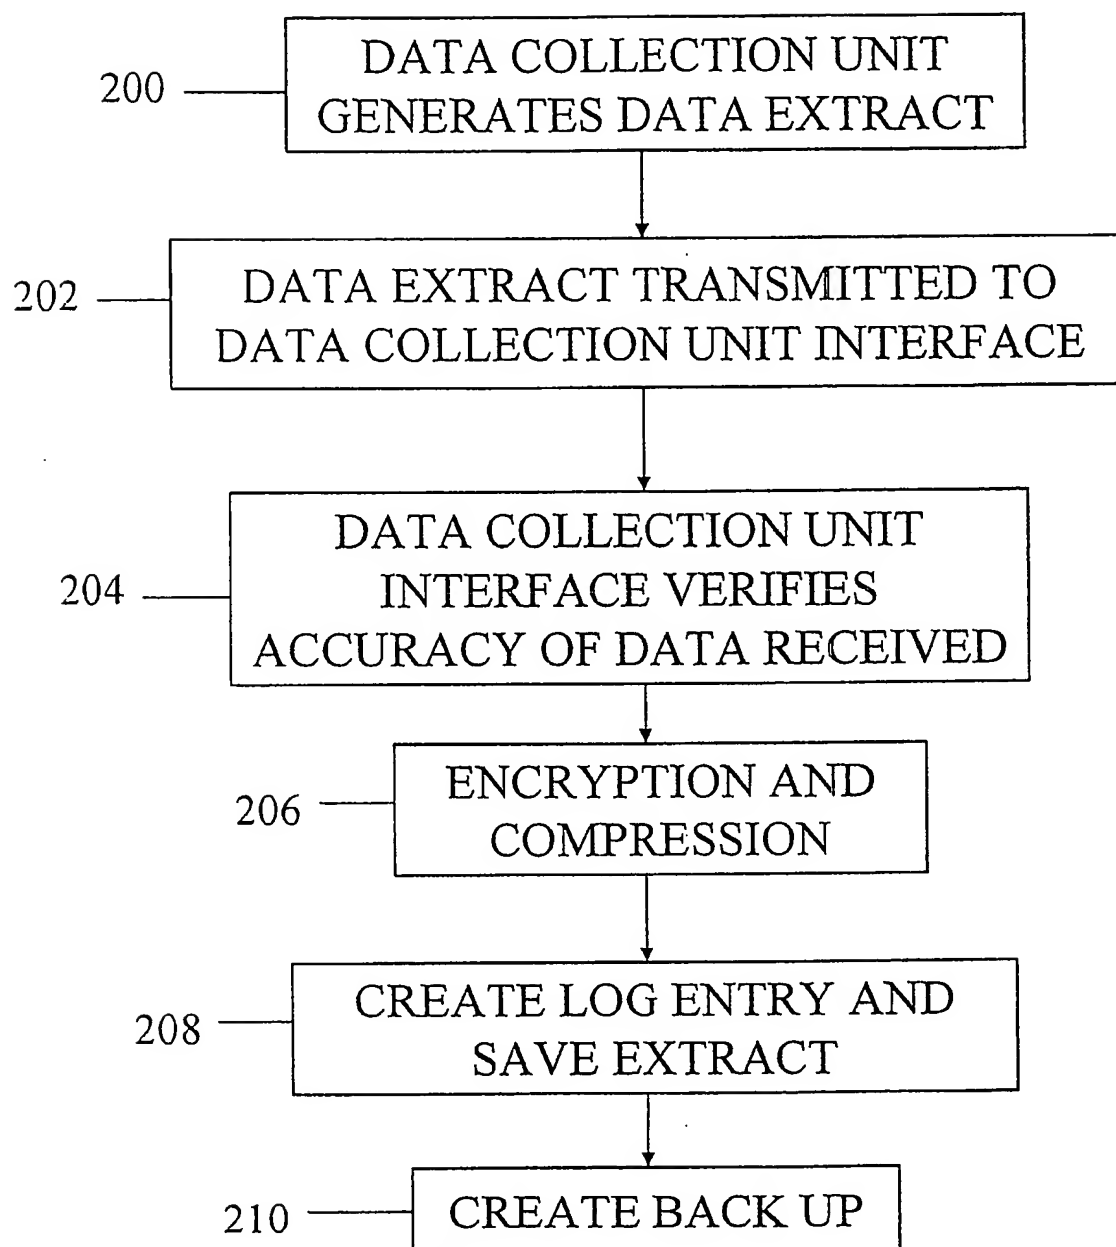 200
DATA COLLECTION UNIT
GENERATES DATA EXTRACT
202
DATA EXTRACT TRANSMITTED TO
DATA COLLECTION UNIT INTERFACE
204
DATA COLLECTION UNIT
INTERFACE VERIFIES
ACCURACY OF DATA RECEIVED
206
ENCRYPTION AND
COMPRESSION
208
CREATE LOG ENTRY AND
SAVE EXTRACT
210
CREATE BACK UP